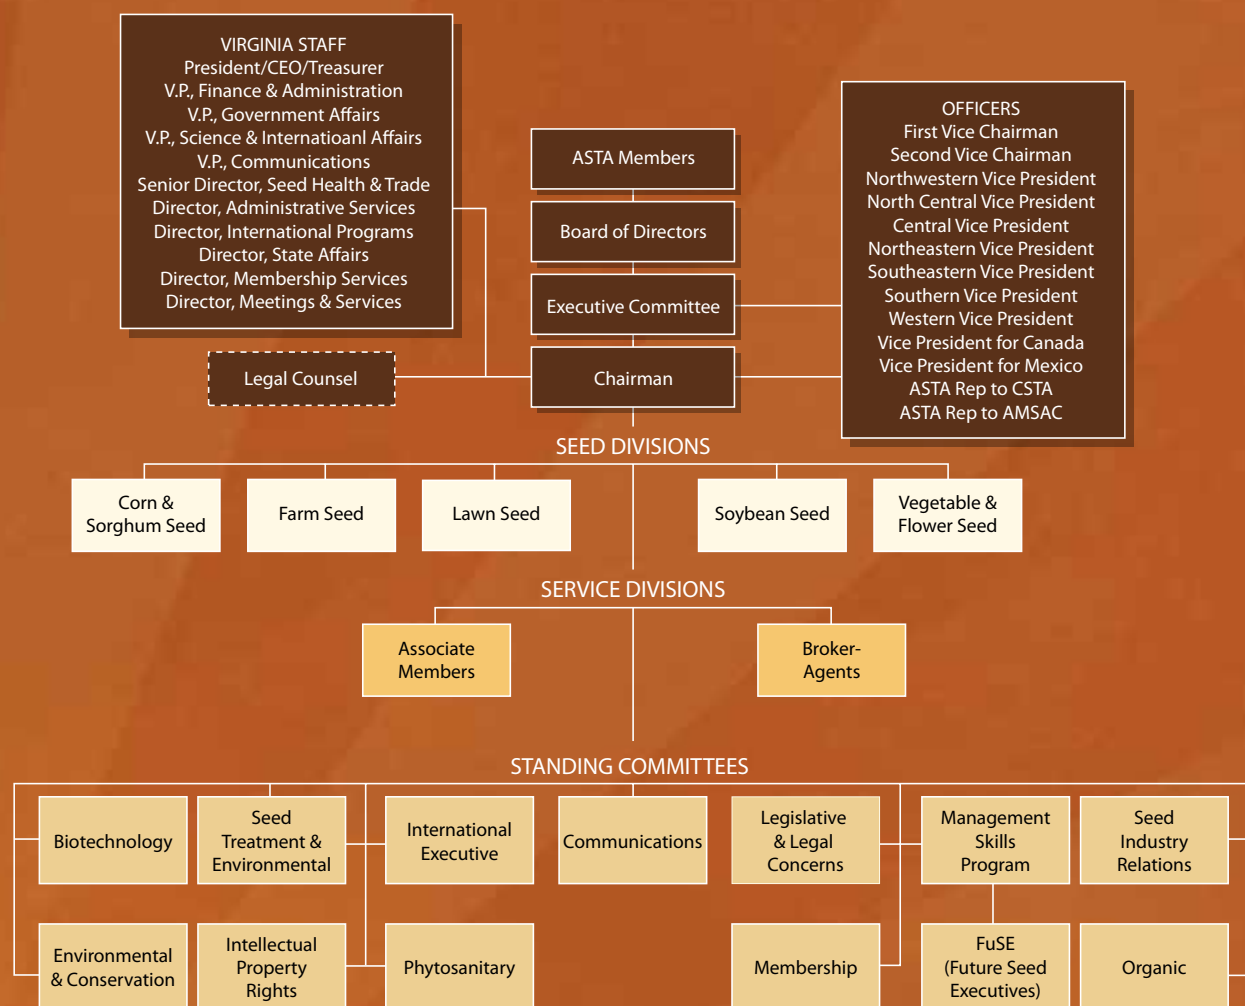 VIRGINIA STAFF
President/CEO/Treasurer
V.P., Finance & Administration
V.P., Government Affairs
V.P., Science & Internatioanl Affairs
V.P., Communications
Senior Director, Seed Health & Trade
Director, Administrative Services
Director, International Programs
Director, State Affairs
Director, Membership Services
Director, Meetings & Services
ASTA Members
Board of Directors
Executive Committee
Legal Counsel
Chairman
OFFICERS
First Vice Chairman
Second Vice Chairman
Northwestern Vice President
North Central Vice President
Central Vice President
Northeastern Vice President
Southeastern Vice President
Southern Vice President
Western Vice President
Vice President for Canada
Vice President for Mexico
ASTA Rep to CSTA
ASTA Rep to AMSAC
SEED DIVISIONS
Corn &
Sorghum Seed
Farm Seed
Lawn Seed
Soybean Seed
Vegetable &
Flower Seed
SERVICE DIVISIONS
Associate
Members
Broker-
Agents
STANDING COMMITTEES
Biotechnology
Seed
Treatment &
Environmental
International
Executive
Communications
Legislative
& Legal
Concerns
Management
Skills
Program
Seed
Industry
Relations
Environmental
& Conservation
Intellectual
Property
Rights
Phytosanitary
Membership
FuSE
(Future Seed
Executives)
Organic